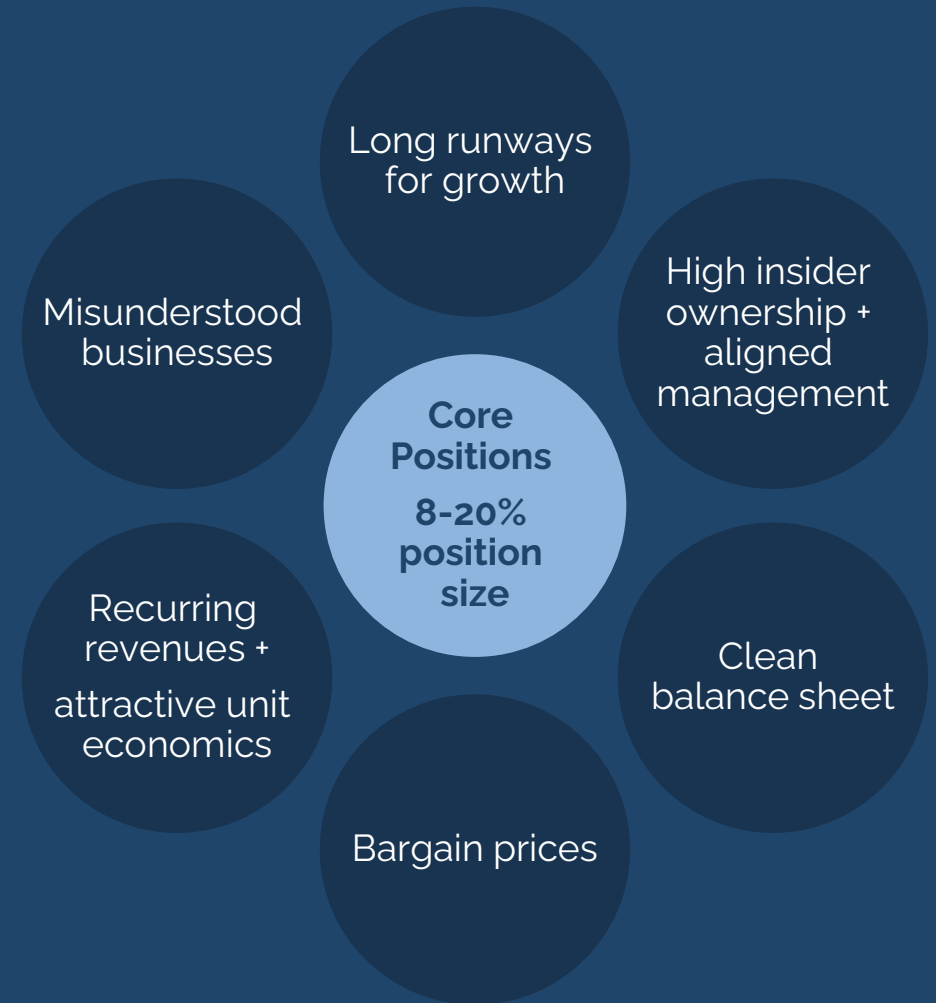 Long runways
for growth
High insider
ownership +
aligned
management
Clean
balance sheet
Bargain prices
Recurring
revenues +
attractive unit
economics
Misunderstood
businesses
Core
Positions
8-20%
position
size